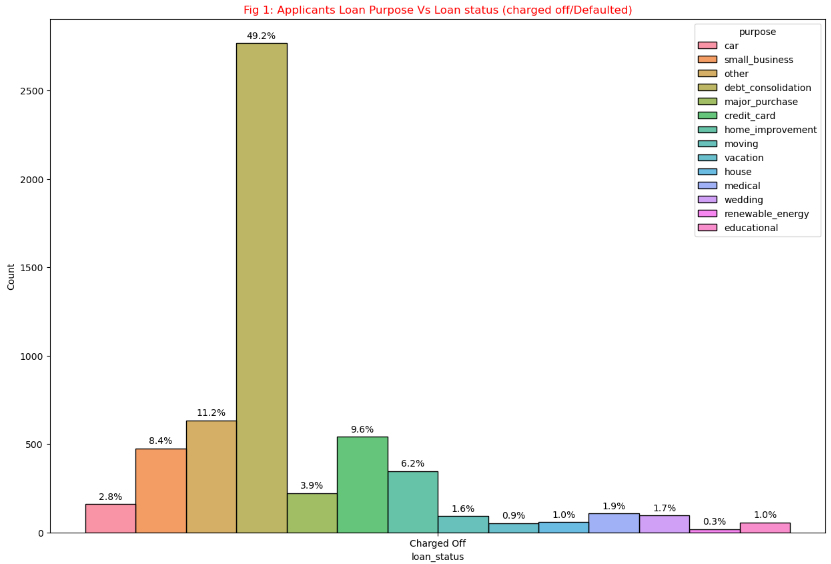 Fig 1: Applicants Loan Purpose Vs Loan status (charged off/Defaulted)
purpose
car
small_business
other
debt_consolidation
major_purchase
credit_card
home_improvement
moving
vacation
house
medical
wedding
renewable_energy
educational
Count
2500
2000
1500
1000
500
0
2.8%
8.4%
11.2%
49.2%
3.9%
9.6%
6.2%
1.6%
0.9%
1.0%
1.9%
1.7%
0.3%
1.0%
Charged Off
loan_status